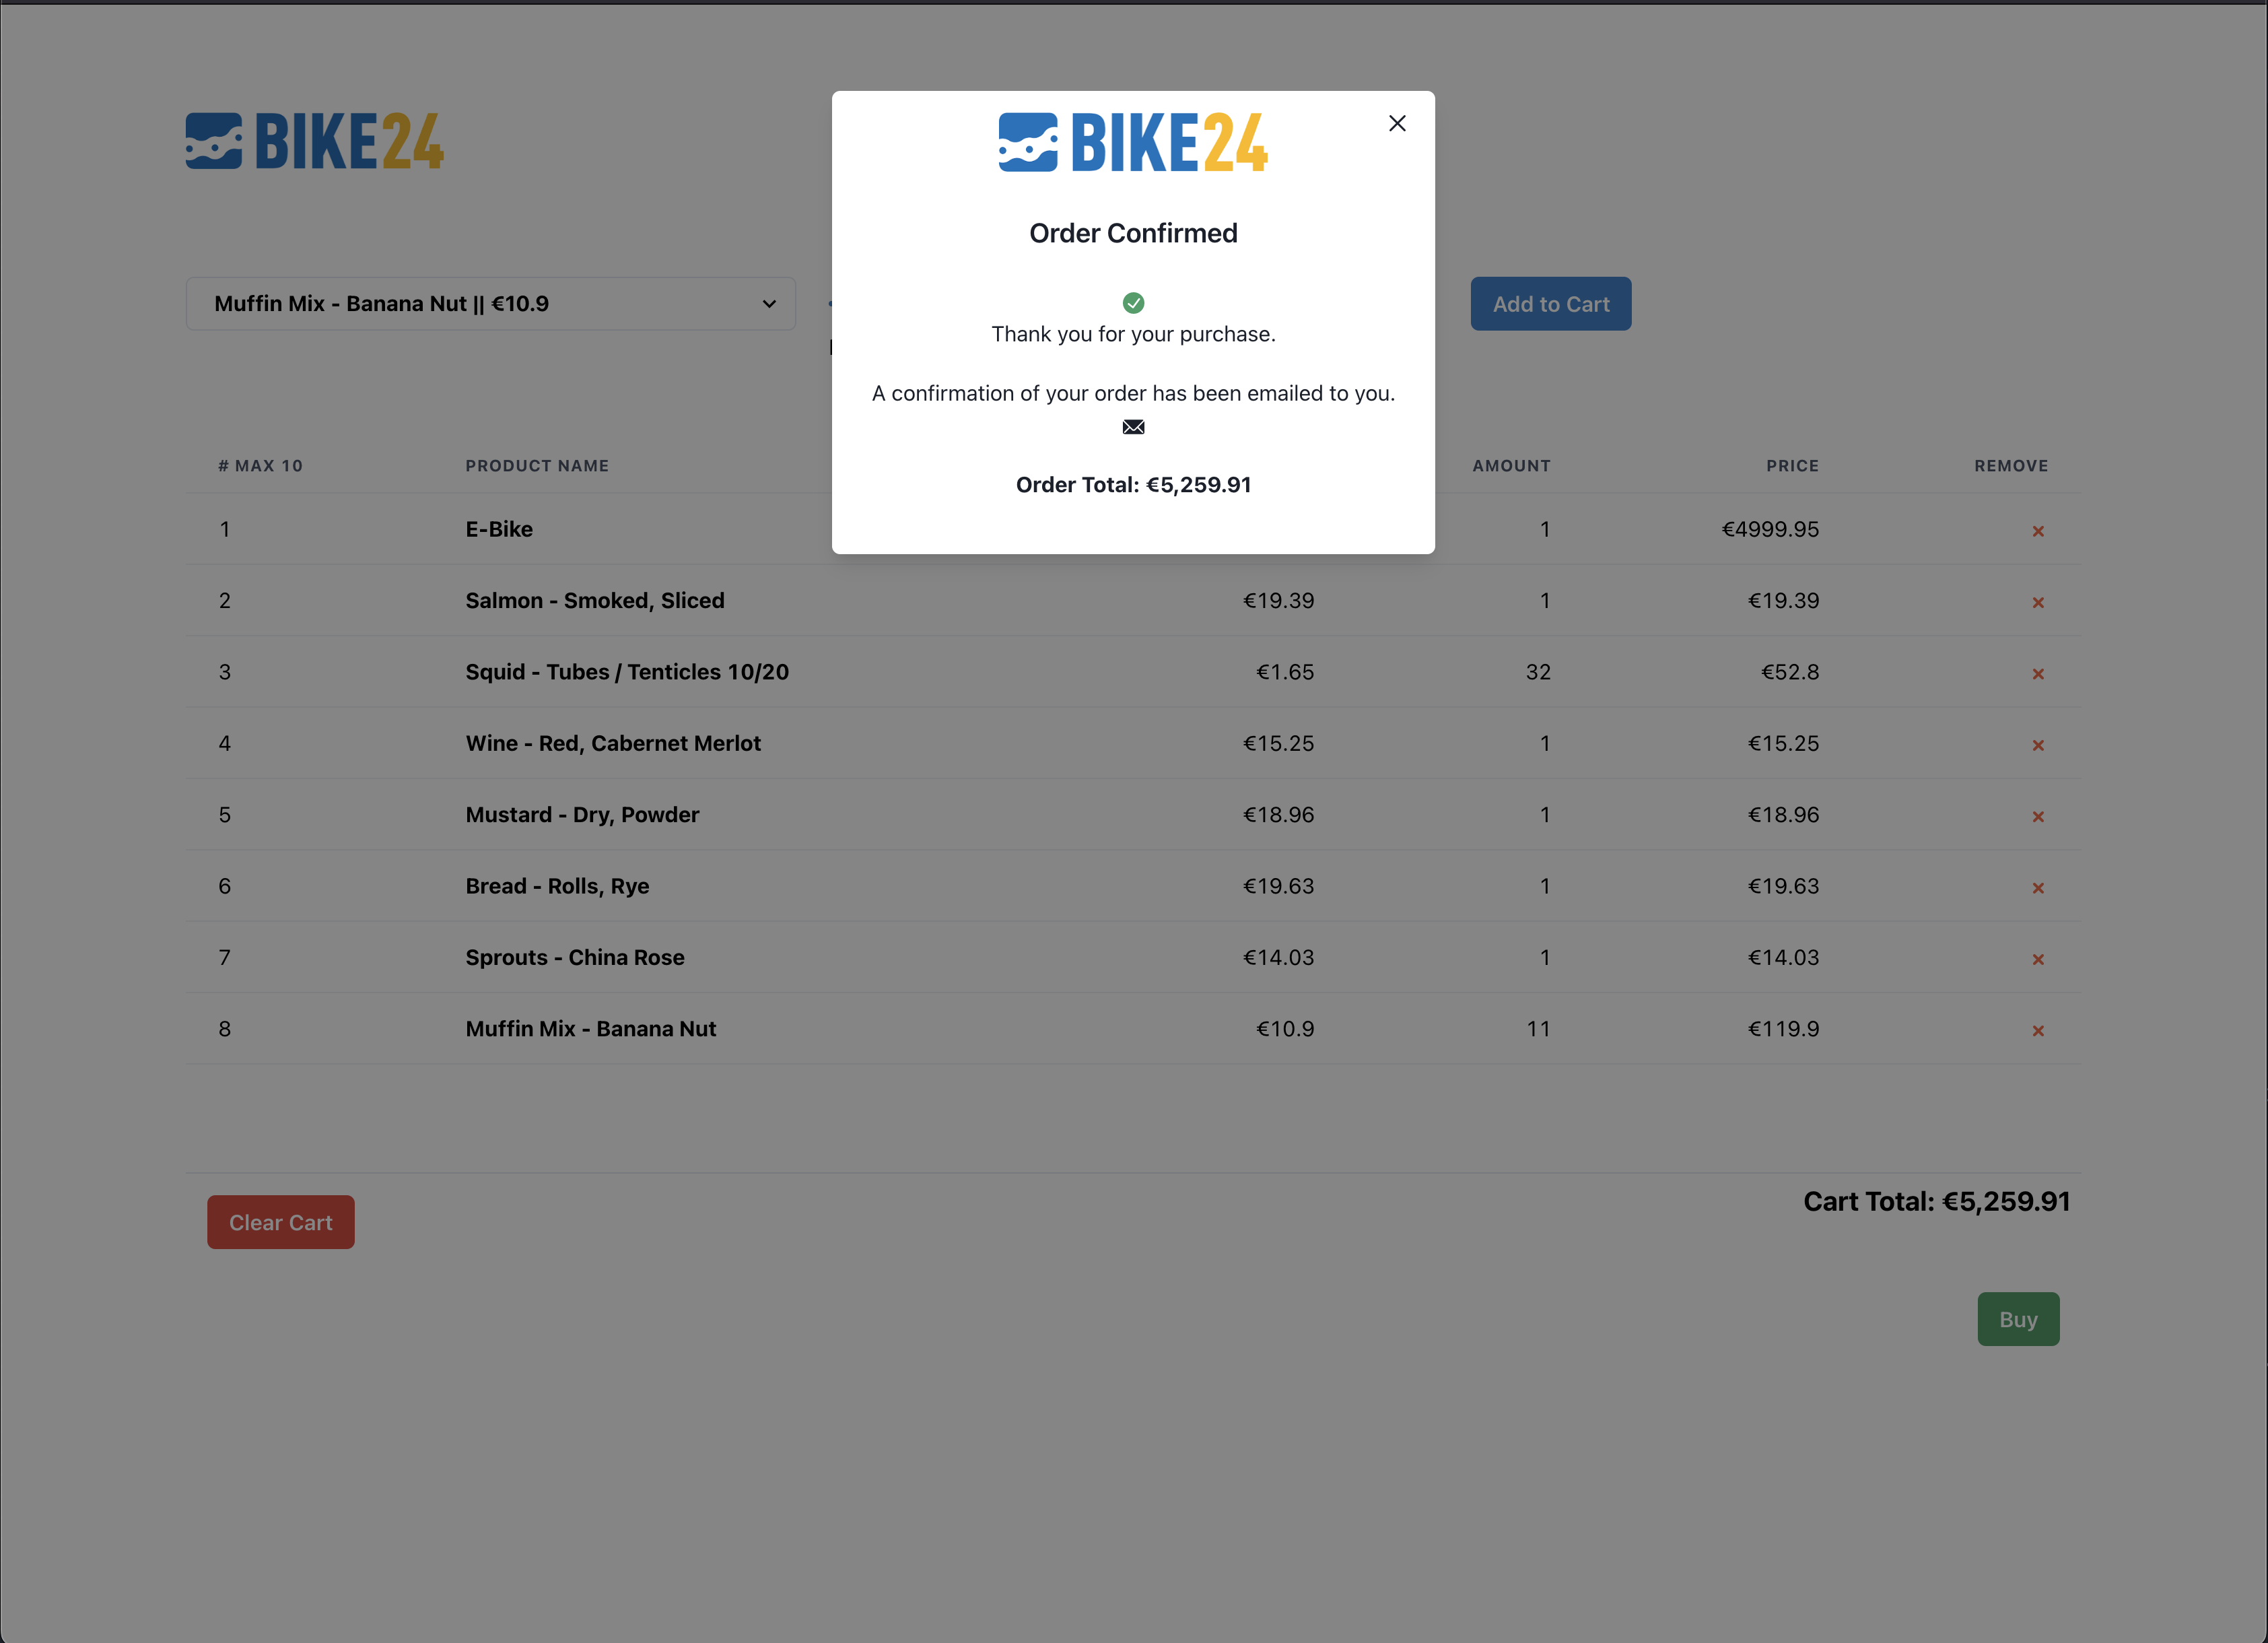 BIKE24
BIKE24
Order Confirmed
Muffin Mix - Banana Nut || €10.9
Add to Cart
Thank you for your purchase.
A confirmation of your order has been emailed to you.
Order Total: €5,259.91
# MAX 10 PRODUCT NAME AMOUNT PRICE REMOVE
1 E-Bike 1 €4999.95
2 Salmon - Smoked, Sliced €19.39 1 €19.39
3 Squid - Tubes / Tenticles 10/20 €1.65 32 €52.8
4 Wine - Red, Cabernet Merlot €15.25 1 €15.25
5 Mustard - Dry, Powder €18.96 1 €18.96
6 Bread - Rolls, Rye €19.63 1 €19.63
7 Sprouts - China Rose €14.03 1 €14.03
8 Muffin Mix - Banana Nut €10.9 11 €119.9
Cart Total: €5,259.91
Clear Cart
Buy